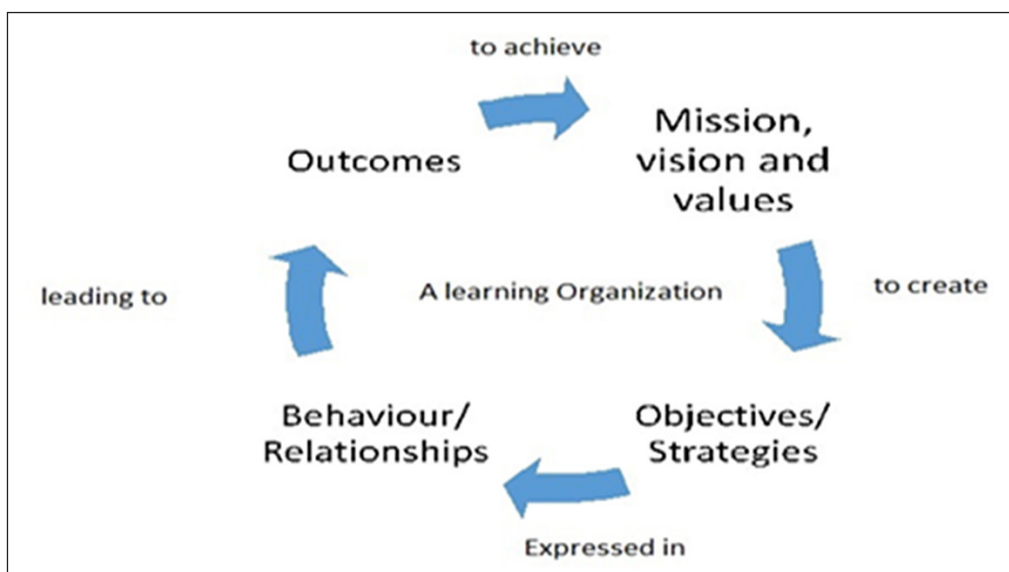 to achieve
Mission,
vision and
values
Outcomes
leading to
A learning Organization
to create
Behaviour/
Relationships
Objectives/
Strategies
Expressed in